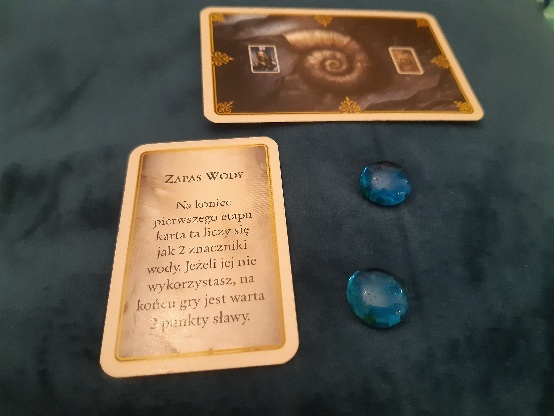 Zapas Wody
Na koniec
pierwszego etapu
karta ta liczy się
jak 2 znaczniki
wody. Jeżeli jej nie
wykorzystasz, na
końcu gry jest warta
2 punkty sławy.